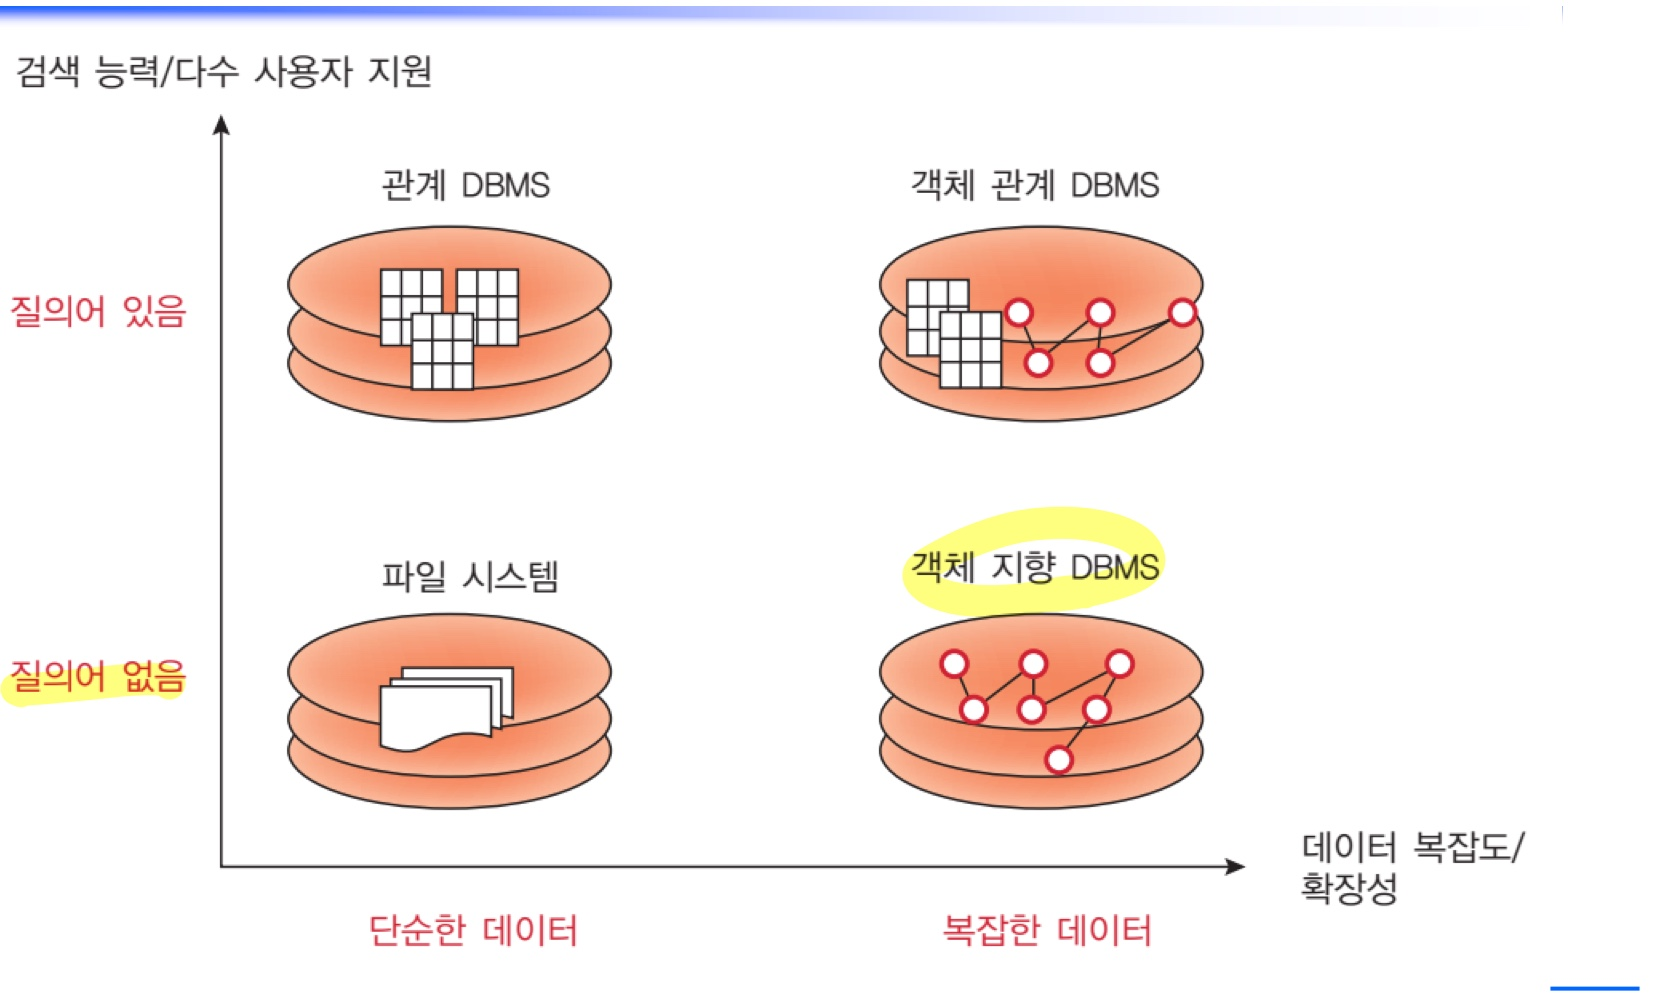 검색 능력/다수 사용자 지원
관계 DBMS
객체 관계 DBMS
질의어 있음
파일 시스템
객체 지향 DBMS
질의어 없음
데이터 복잡도/
확장성
단순한 데이터
복잡한 데이터